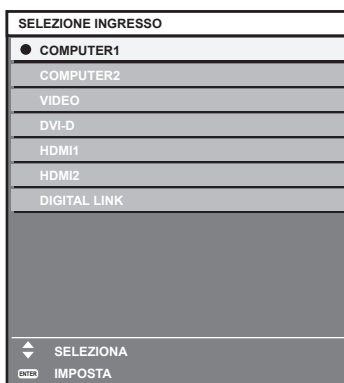 SELEZIONE INGRESSO
COMPUTER1
COMPUTER2
VIDEO
DVI-D
HDMI1
HDMI2
DIGITAL LINK
SELEZIONA
ENTER IMPOSTA